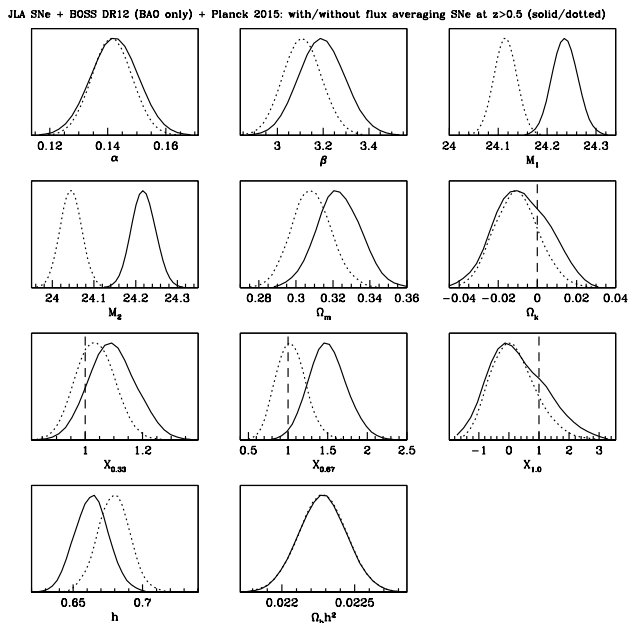 JLA SNe + BOSS DR12 (BAO only) + Planck 2015: with/without flux averaging SNe at z>0.5 (solid/dotted)
0.12 0.14 0.16
α
3 3.2 3.4
β
24 24.1 24.2 24.3
M₁
24 24.1 24.2 24.3
M₂
0.28 0.3 0.32 0.34 0.36
Ωₘ
−0.04 −0.02 0 0.02 0.04
Ωₖ
1 1.2
X₀.₃₃
0.5 1 1.5 2 2.5
X₀.₆₇
−1 0 1 2 3
X₁.₀
0.65 0.7
h
0.022 0.0225
Ω_b h²